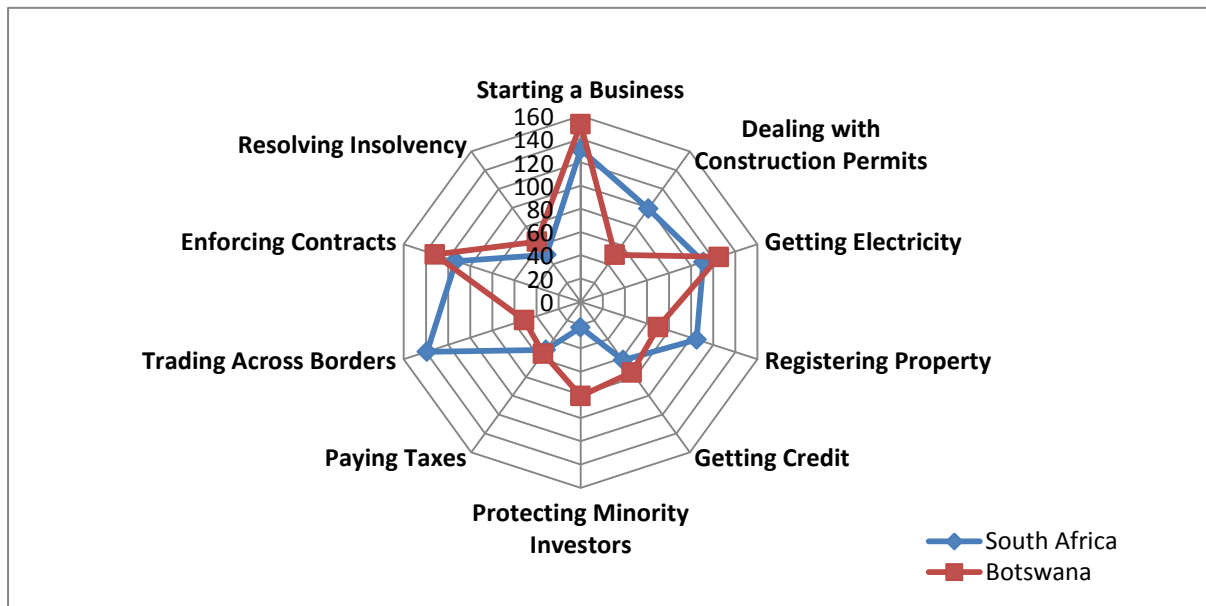 Starting a Business
Dealing with
Construction Permits
Getting Electricity
Registering Property
Getting Credit
Protecting Minority
Investors
Paying Taxes
Trading Across Borders
Enforcing Contracts
Resolving Insolvency
160
140
120
100
80
60
40
20
0
South Africa
Botswana